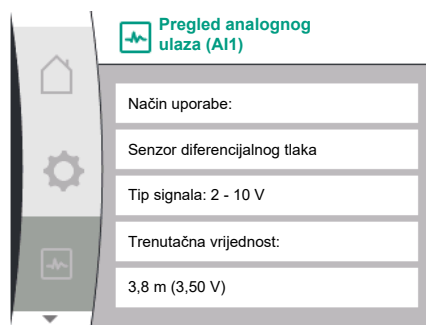 Pregled analognog
ulaza (AI1)
Način uporabe:
Senzor diferencijalnog tlaka
Tip signala: 2 - 10 V
Trenutačna vrijednost:
3,8 m (3,50 V)